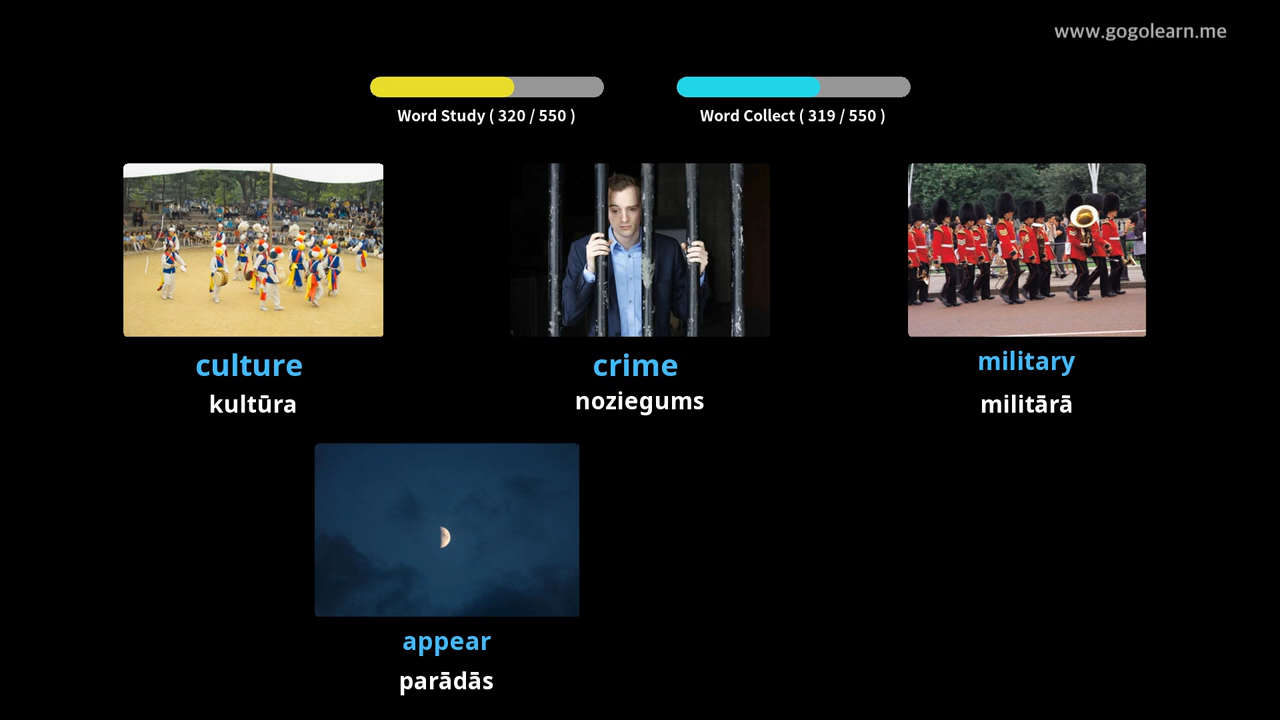 www.gogolearn.me
Word Study ( 320 / 550 )
Word Collect ( 319 / 550 )
culture
kultūra
crime
noziegums
military
militārā
appear
parādās